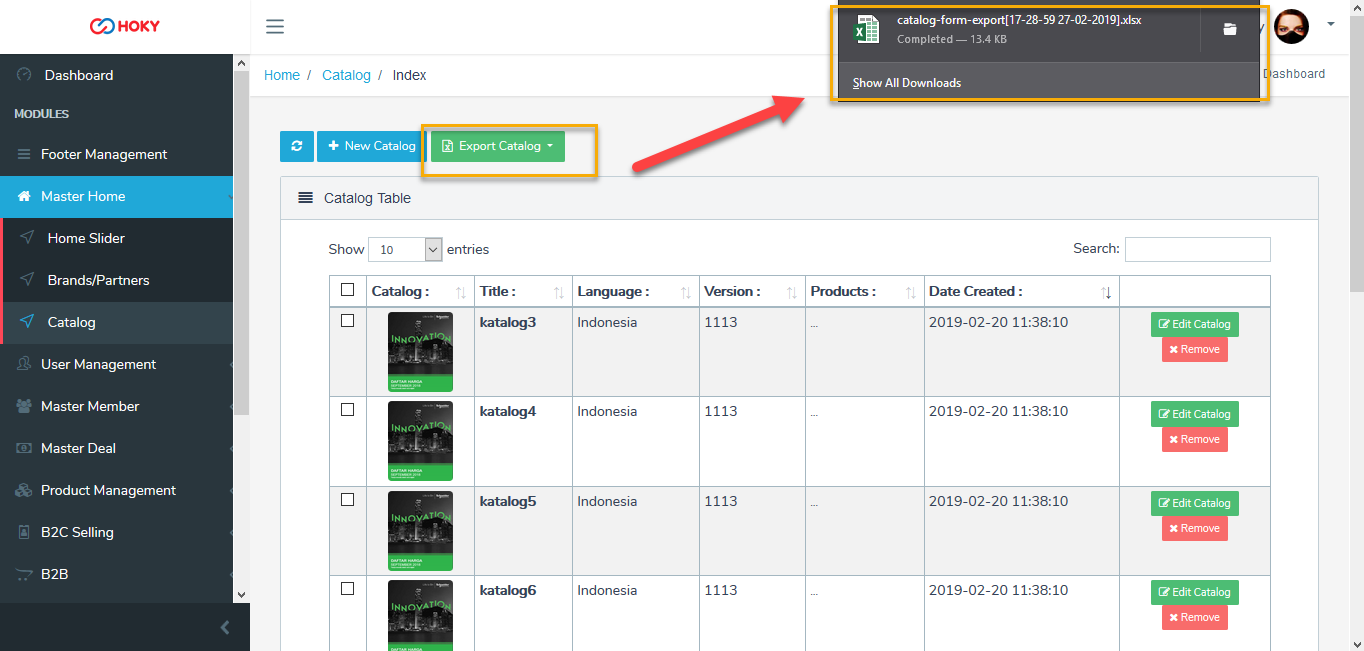 HOKY
catalog-form-export[17-28-59 27-02-2019].xlsx
Completed — 13.4 KB
Show All Downloads
Dashboard
Home / Catalog / Index
Dashboard
MODULES
Footer Management
Master Home
Home Slider
Brands/Partners
Catalog
User Management
Master Member
Master Deal
Product Management
B2C Selling
B2B
New Catalog
Export Catalog
Catalog Table
Show 10 entries
Search:
Catalog : Title : Language : Version : Products : Date Created :
INNOVATION
DAFTAR HARGA
SEPTEMBER 2018
katalog3 Indonesia 1113 ... 2019-02-20 11:38:10 Edit Catalog
Remove
INNOVATION
DAFTAR HARGA
SEPTEMBER 2018
katalog4 Indonesia 1113 ... 2019-02-20 11:38:10 Edit Catalog
Remove
INNOVATION
DAFTAR HARGA
SEPTEMBER 2018
katalog5 Indonesia 1113 ... 2019-02-20 11:38:10 Edit Catalog
Remove
INNOVATION
katalog6 Indonesia 1113 ... 2019-02-20 11:38:10 Edit Catalog
Remove